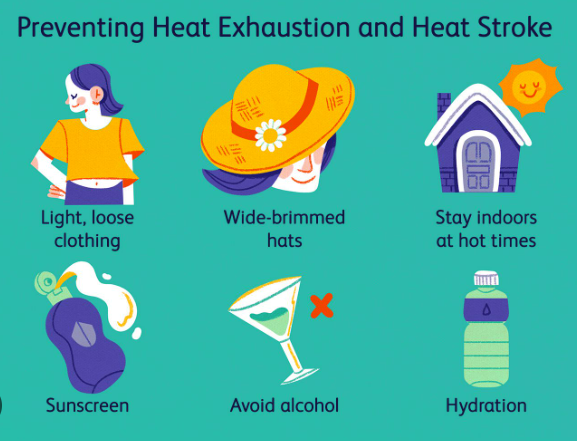 Preventing Heat Exhaustion and Heat Stroke
Light, loose
clothing
Wide-brimmed
hats
Stay indoors
at hot times
Sunscreen
Avoid alcohol
Hydration